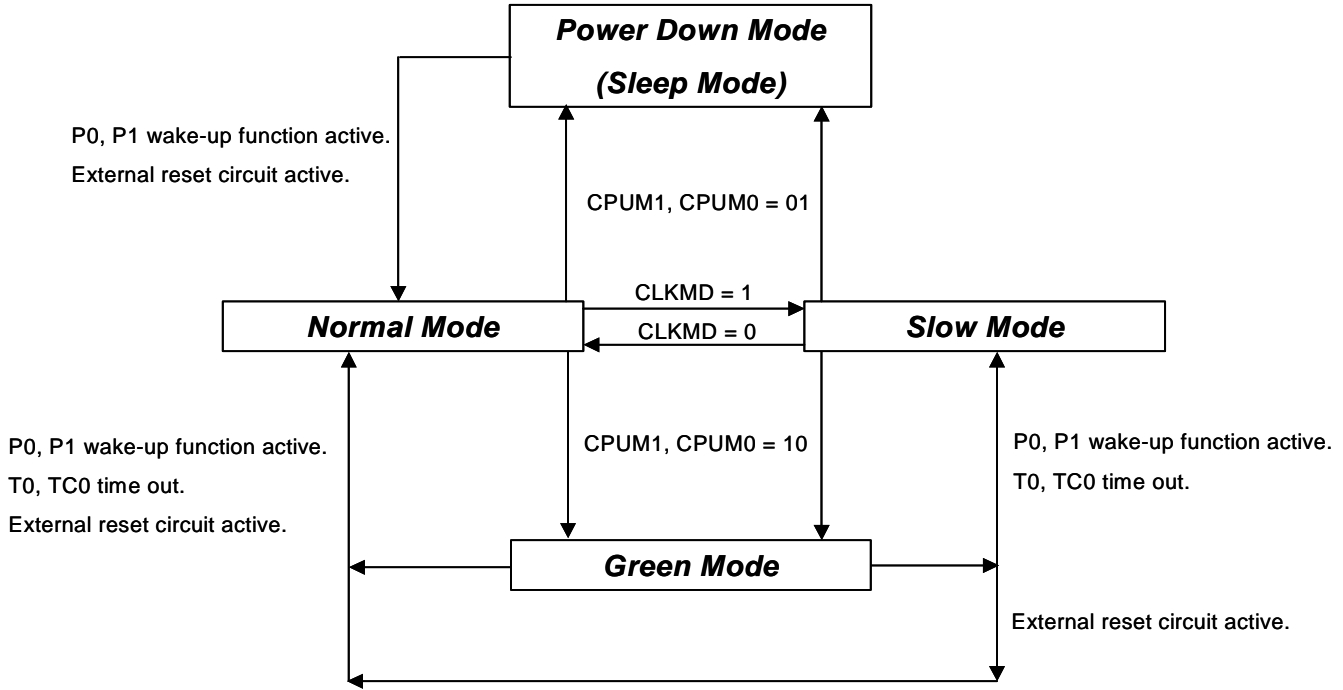 Power Down Mode
(Sleep Mode)
P0, P1 wake-up function active.
External reset circuit active.
CPUM1, CPUM0 = 01
CLKMD = 1
Normal Mode
Slow Mode
CLKMD = 0
P0, P1 wake-up function active.
T0, TC0 time out.
External reset circuit active.
CPUM1, CPUM0 = 10
P0, P1 wake-up function active.
T0, TC0 time out.
Green Mode
External reset circuit active.